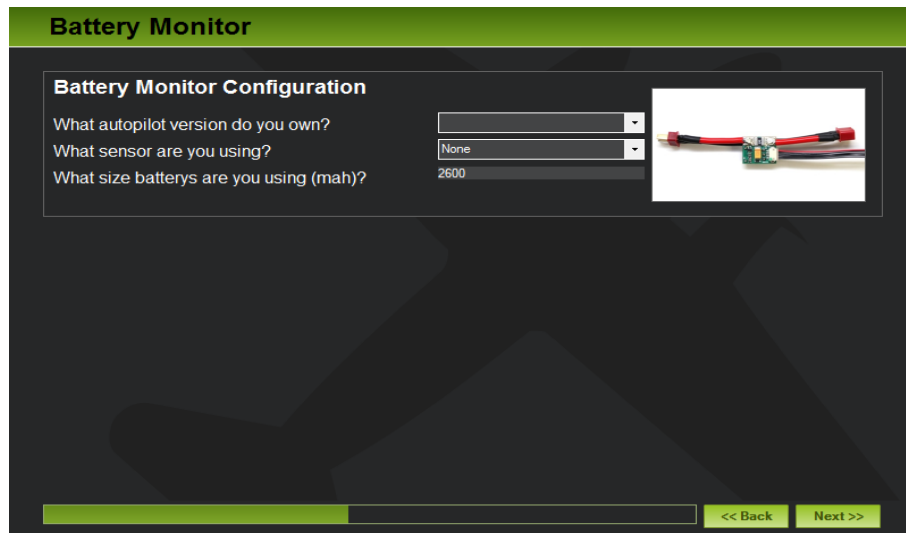 Battery Monitor
Battery Monitor Configuration
What autopilot version do you own?
What sensor are you using? None
What size batterys are you using (mah)? 2600
<< Back Next >>